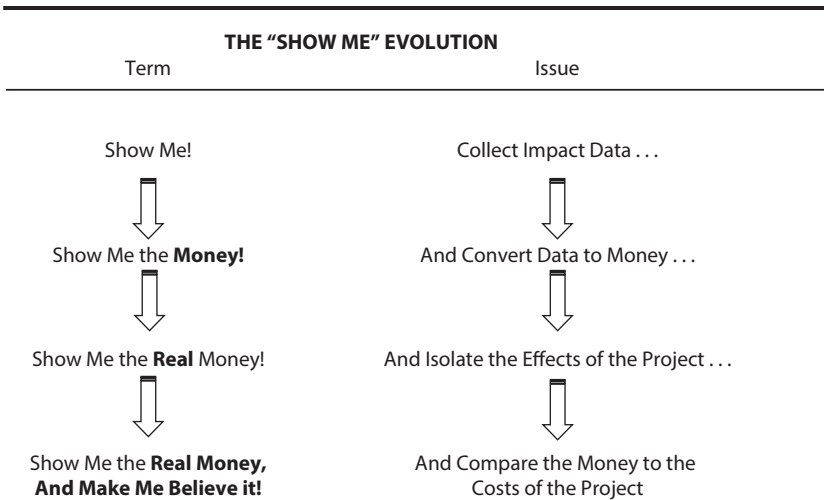 THE “SHOW ME” EVOLUTION
Term Issue
Show Me! Collect Impact Data . . .
Show Me the Money! And Convert Data to Money . . .
Show Me the Real Money! And Isolate the Effects of the Project . . .
Show Me the Real Money, And Compare the Money to the
And Make Me Believe it! Costs of the Project